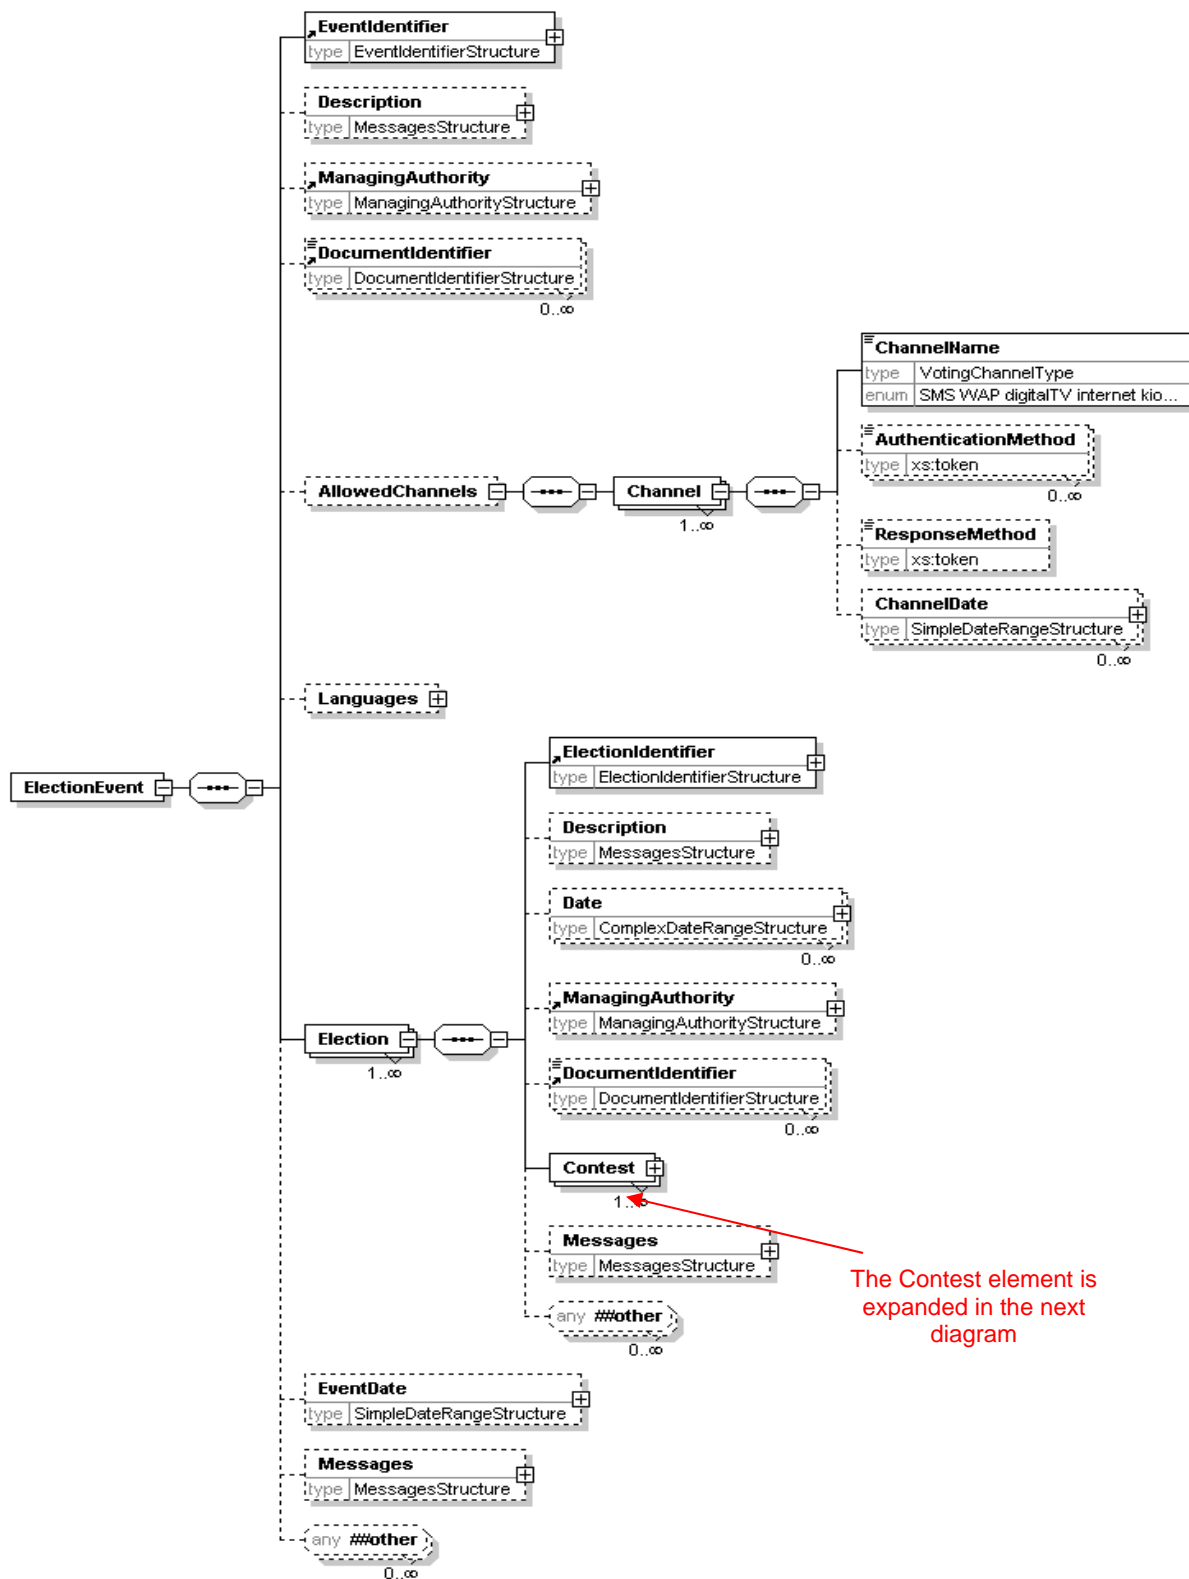 EventIdentifier
type EventIdentifierStructure
Description
type MessagesStructure
ManagingAuthority
type ManagingAuthorityStructure
DocumentIdentifier
type DocumentIdentifierStructure
0..∞
ChannelName
type VotingChannelType
enum SMS WAP digitalTV internet kio...
AuthenticationMethod
type xs:token
0..∞
AllowedChannels
Channel
1..∞
ResponseMethod
type xs:token
ChannelDate
type SimpleDateRangeStructure
0..∞
Languages
ElectionEvent
ElectionIdentifier
type ElectionIdentifierStructure
Description
type MessagesStructure
Date
type ComplexDateRangeStructure
0..∞
ManagingAuthority
type ManagingAuthorityStructure
Election
1..∞
DocumentIdentifier
type DocumentIdentifierStructure
0..∞
Contest
1..∞
Messages
type MessagesStructure
any ##other
0..∞
The Contest element is
expanded in the next
diagram
EventDate
type SimpleDateRangeStructure
Messages
type MessagesStructure
any ##other
0..∞